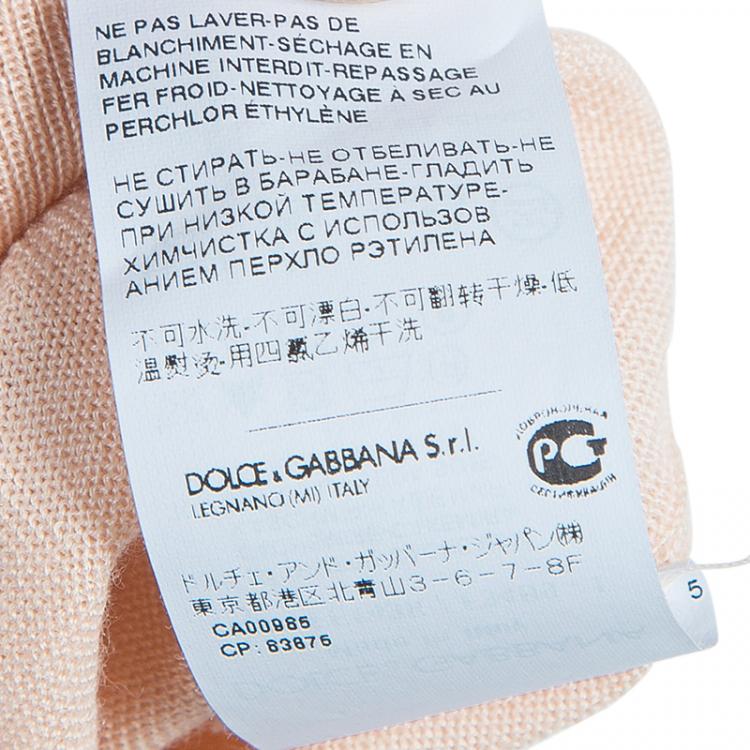 NE PAS LAVER-PAS DE
BLANCHIMENT-SÉCHAGE EN
MACHINE INTERDIT-REPASSAGE
FER FROID-NETTOYAGE À SEC AU
PERCHLOR ÉTHYLÈNE
НЕ СТИРАТЬ-НЕ ОТБЕЛИВАТЬ-НЕ
СУШИТЬ В БАРАБАНЕ-ГЛАДИТЬ
ПРИ НИЗКОЙ ТЕМПЕРАТУРЕ-
ХИМЧИСТКА С ИСПОЛЬЗОВ
АНИЕМ ПЕРХЛО РЭТИЛЕНА
不可水洗-不可漂白-不可翻转干燥-低
温熨烫-用四氯乙烯干洗
DOLCE & GABBANA S.r.l.
LEGNANO (MI) ITALY
ДОБРОВОЛЬНАЯ
РСТ
СЕРТИФИКАЦИЯ
ドルチェ・アンド・ガッバーナ・ジャパン(株)
東京都港区北青山3-6-7-8F
CA00985
CP: 83875
5